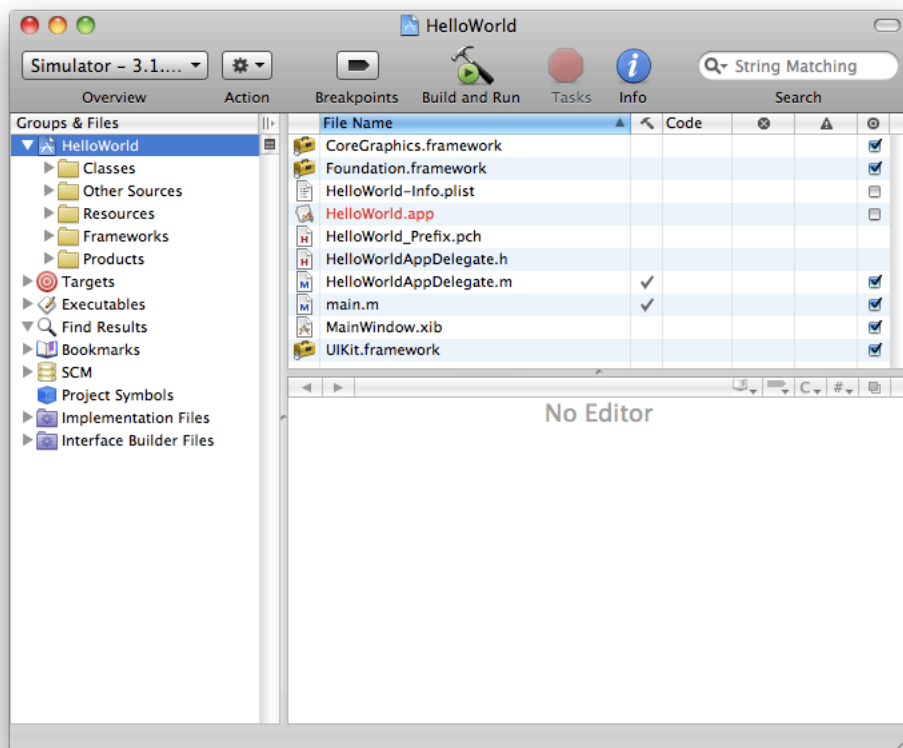 HelloWorld
Simulator – 3.1.... String Matching
Overview Action Breakpoints Build and Run Tasks Info Search
Groups & Files
HelloWorld
Classes
Other Sources
Resources
Frameworks
Products
Targets
Executables
Find Results
Bookmarks
SCM
Project Symbols
Implementation Files
Interface Builder Files
File Name Code
CoreGraphics.framework
Foundation.framework
HelloWorld-Info.plist
HelloWorld.app
H HelloWorld_Prefix.pch
H HelloWorldAppDelegate.h
M HelloWorldAppDelegate.m
M main.m
MainWindow.xib
UIKit.framework
C #
No Editor